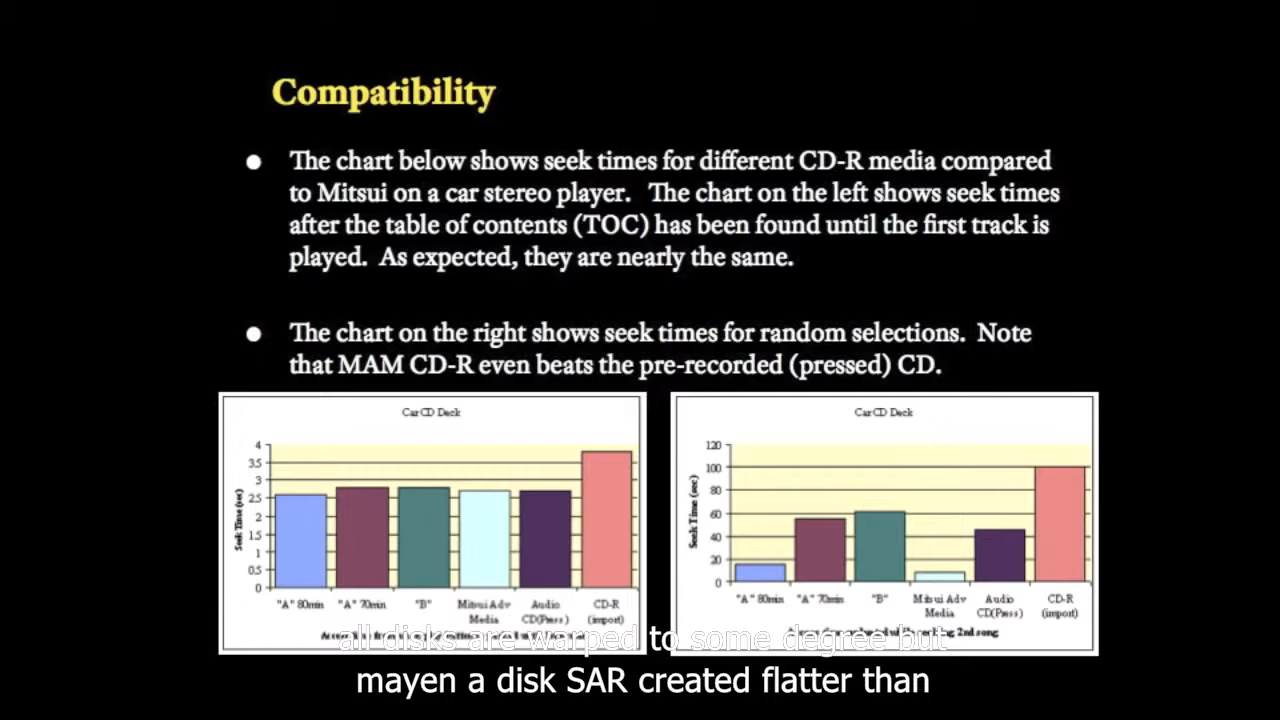 Compatibility
● The chart below shows seek times for different CD-R media compared
to Mitsui on a car stereo player. The chart on the left shows seek times
after the table of contents (TOC) has been found until the first track is
played. As expected, they are nearly the same.
● The chart on the right shows seek times for random selections. Note
that MAM CD-R even beats the pre-recorded (pressed) CD.
Car CD Deck
Seek Time (sec)
4
3.5
3
2.5
2
1.5
1
0.5
0
"A" 80min
"A" 70min
"B"
Mitsui Adv
Media
Audio
CD(Press)
CD-R
(import)
Car CD Deck
Seek Time (sec)
120
100
80
60
40
20
0
"A" 80min
"A" 70min
"B"
Mitsui Adv
Media
Audio
CD(Press)
CD-R
(import)
2nd song
all disks are warped to some degree but
mayen a disk SAR created flatter than